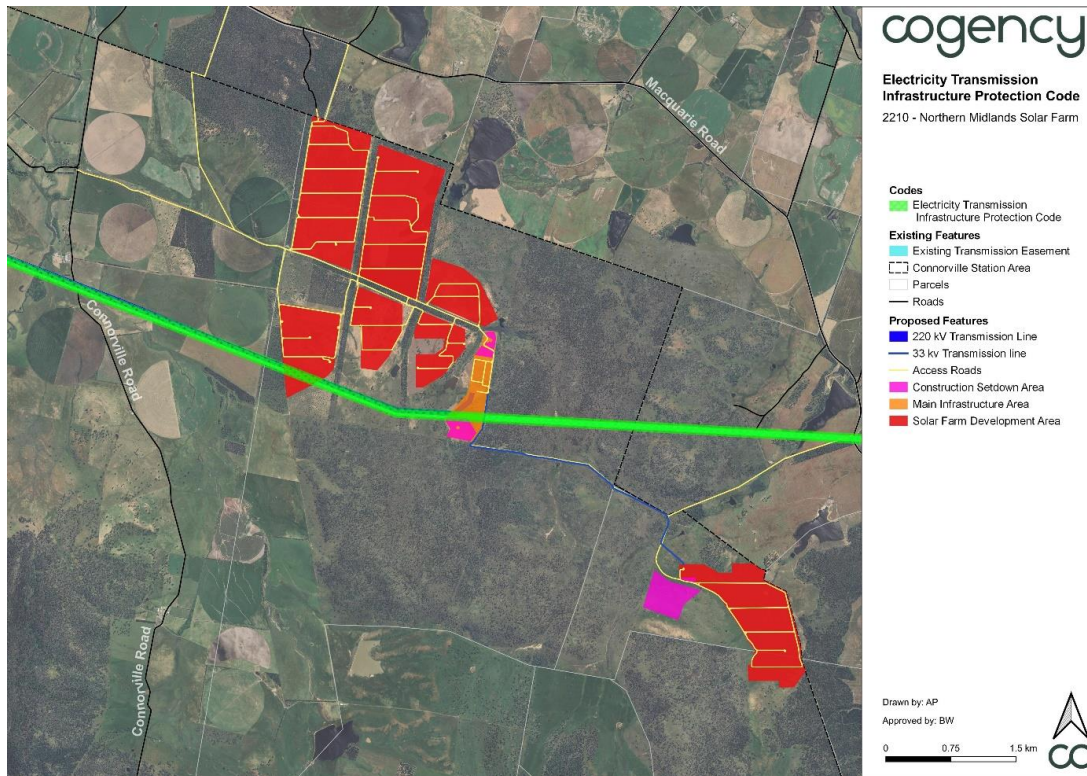 cogency
Electricity Transmission
Infrastructure Protection Code
2210 - Northern Midlands Solar Farm
Codes
Electricity Transmission
Infrastructure Protection Code
Existing Features
Existing Transmission Easement
Connorville Station Area
Parcels
Roads
Proposed Features
220 kV Transmission Line
33 kv Transmission line
Access Roads
Construction Setdown Area
Main Infrastructure Area
Solar Farm Development Area
Macquarie Road
Connorville Road
Connorville Road
Drawn by: AP
Approved by: BW
0 0.75 1.5 km
co